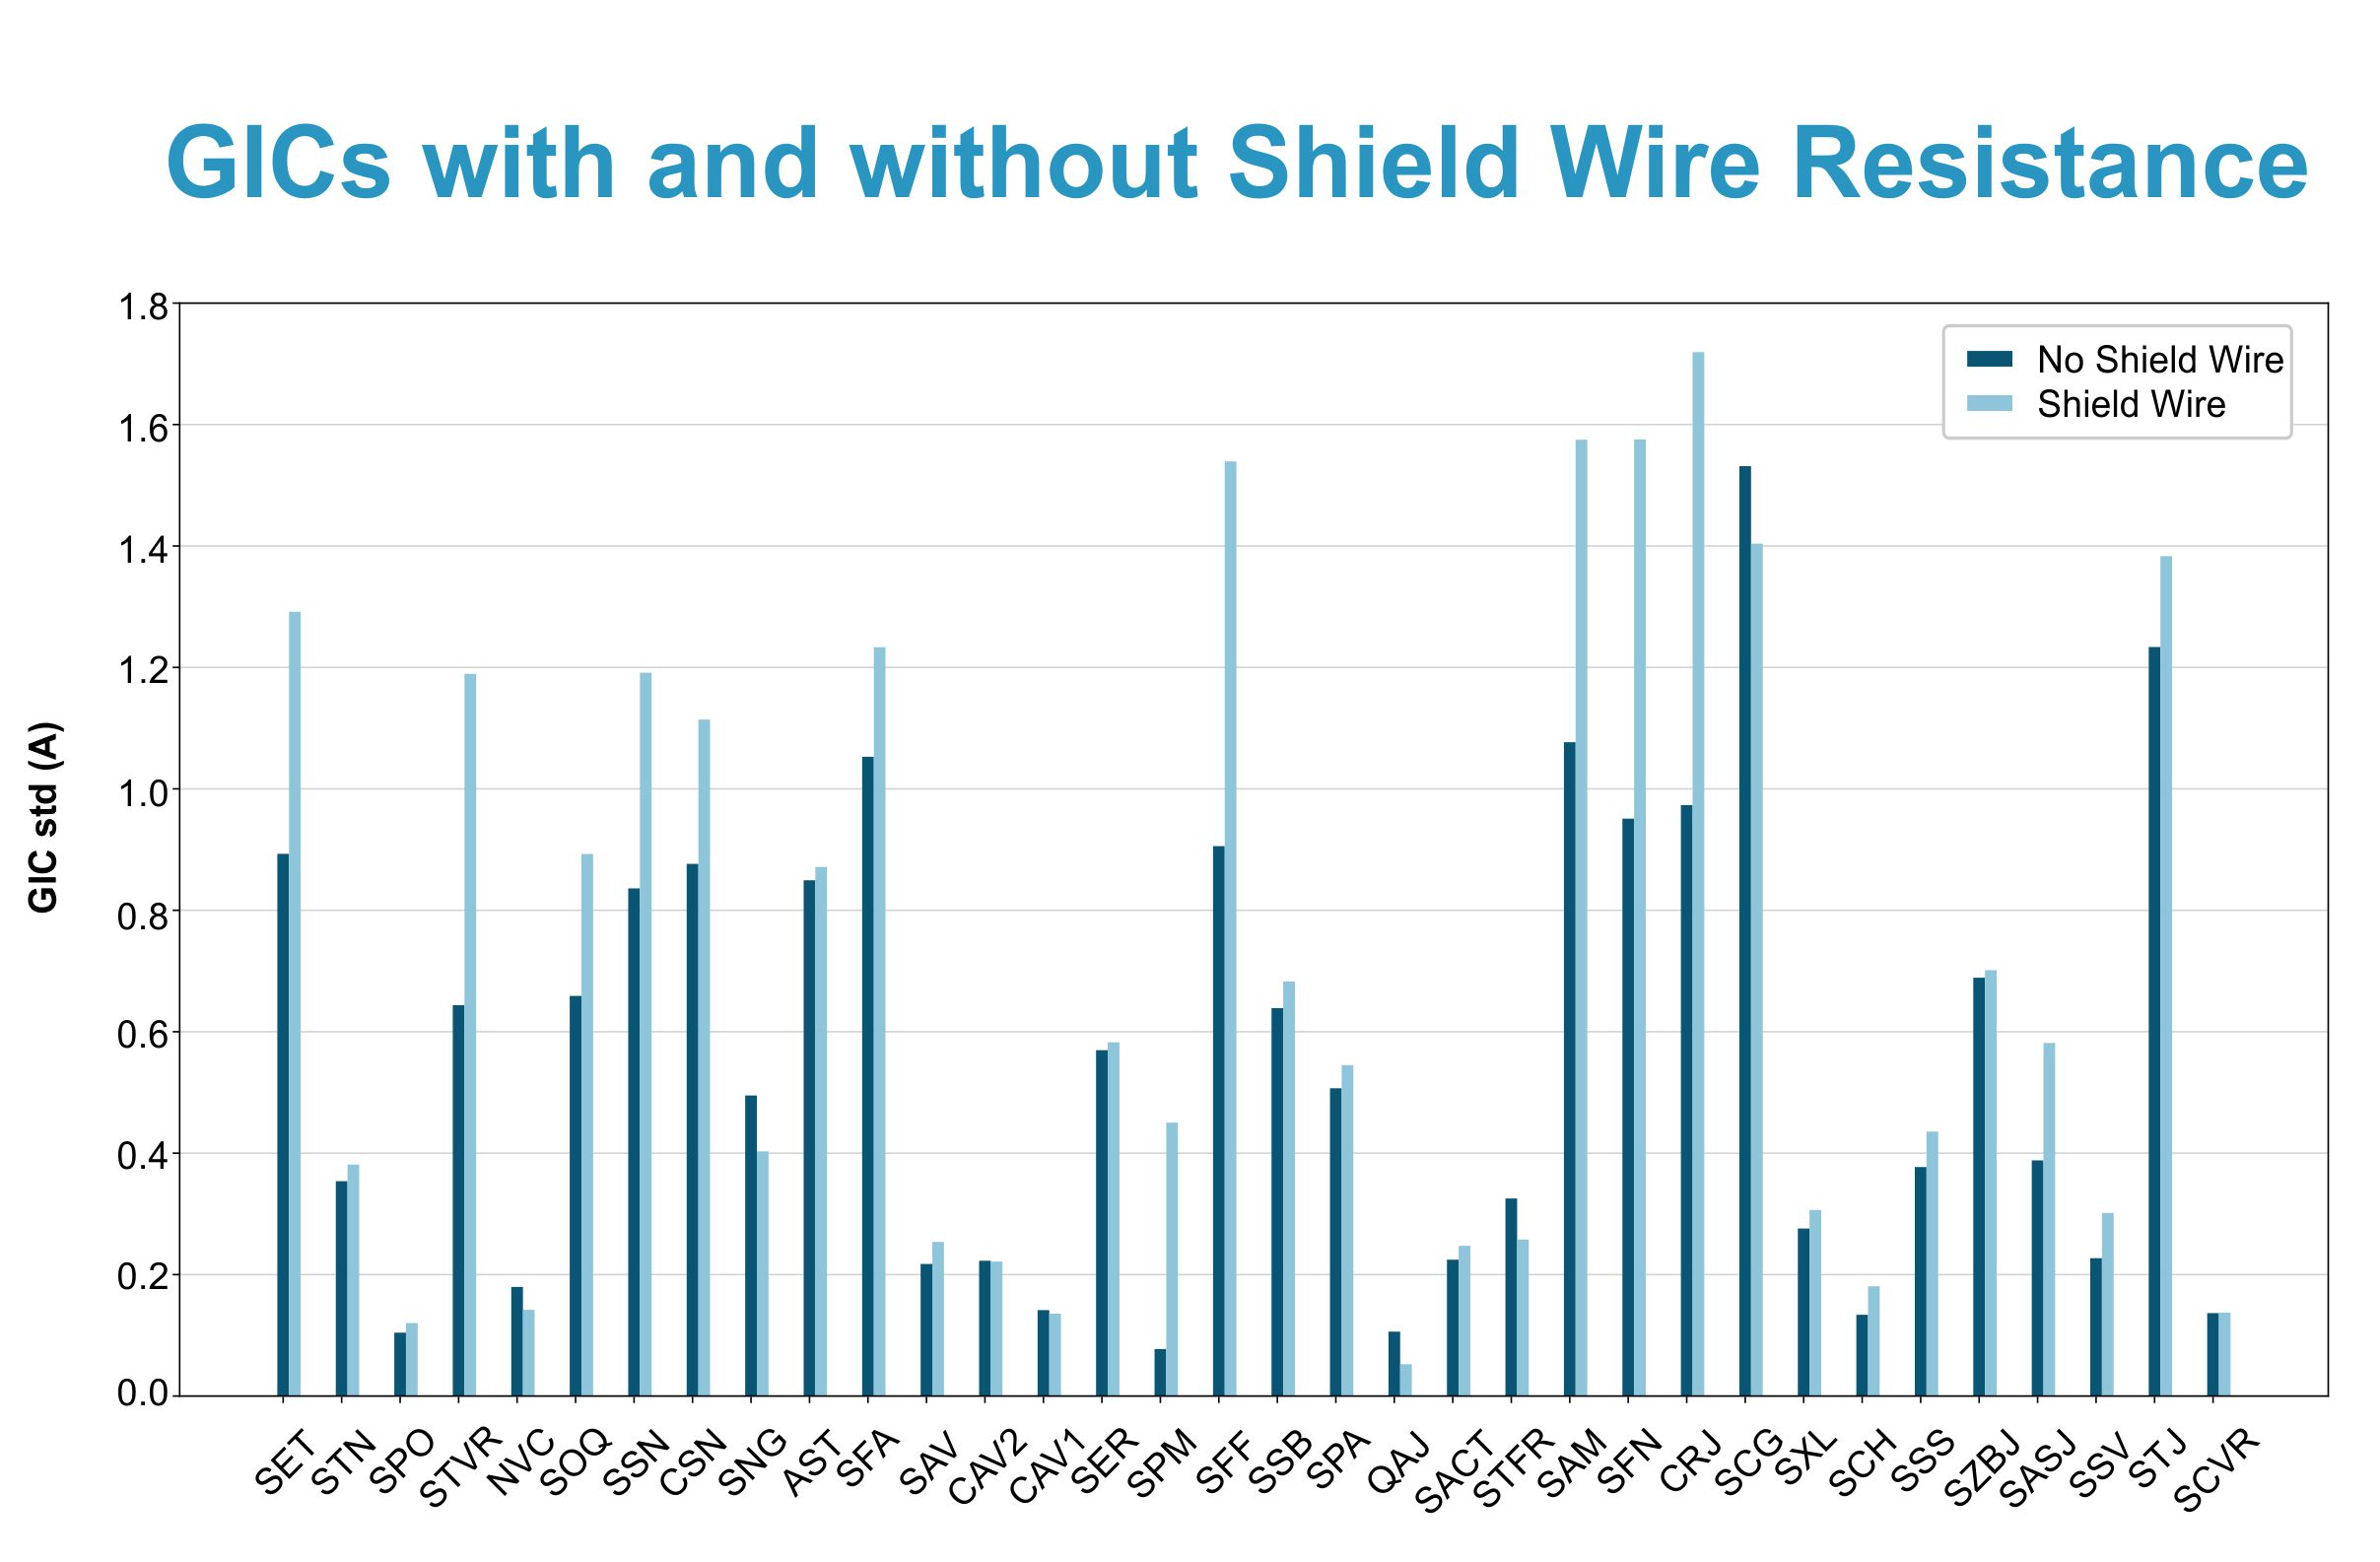 GICs with and without Shield Wire Resistance
1.8
No Shield Wire
Shield Wire
1.6
1.4
1.2
1.0
0.8
0.6
0.4
0.2
0.0
GIC std (A)
SET
STN
SPO
STVR
NVC
SOQ
SSN
CSN
SNG
AST
SFA
SAV
CAV2
CAV1
SER
SPM
SFF
SSB
SPA
QAJ
SACT
STFR
SAM
SFN
CRJ
SCG
SXL
SCH
SSS
SZBJ
SASJ
SSV
STJ
SCVR